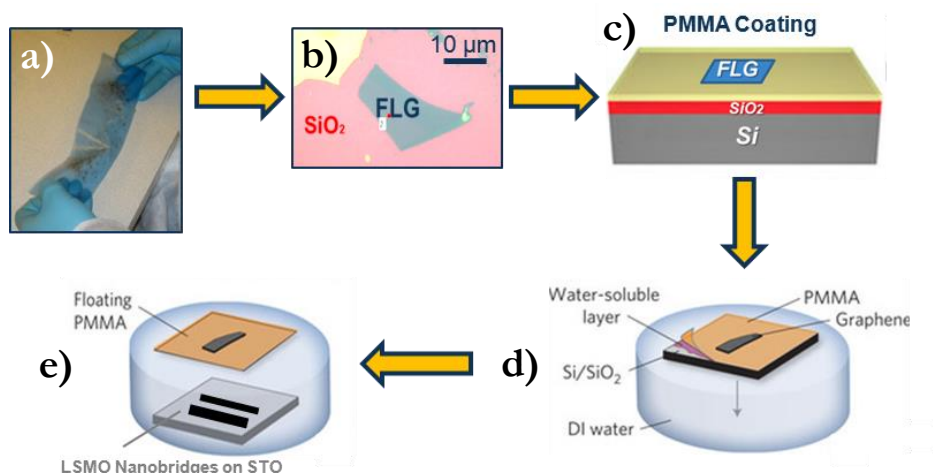 a)
b)
10 µm
FLG
SiO₂
c)
PMMA Coating
FLG
SiO₂
Si
d)
Water-soluble
layer
Si/SiO₂
DI water
PMMA
Graphene
e)
Floating
PMMA
LSMO Nanobridges on STO